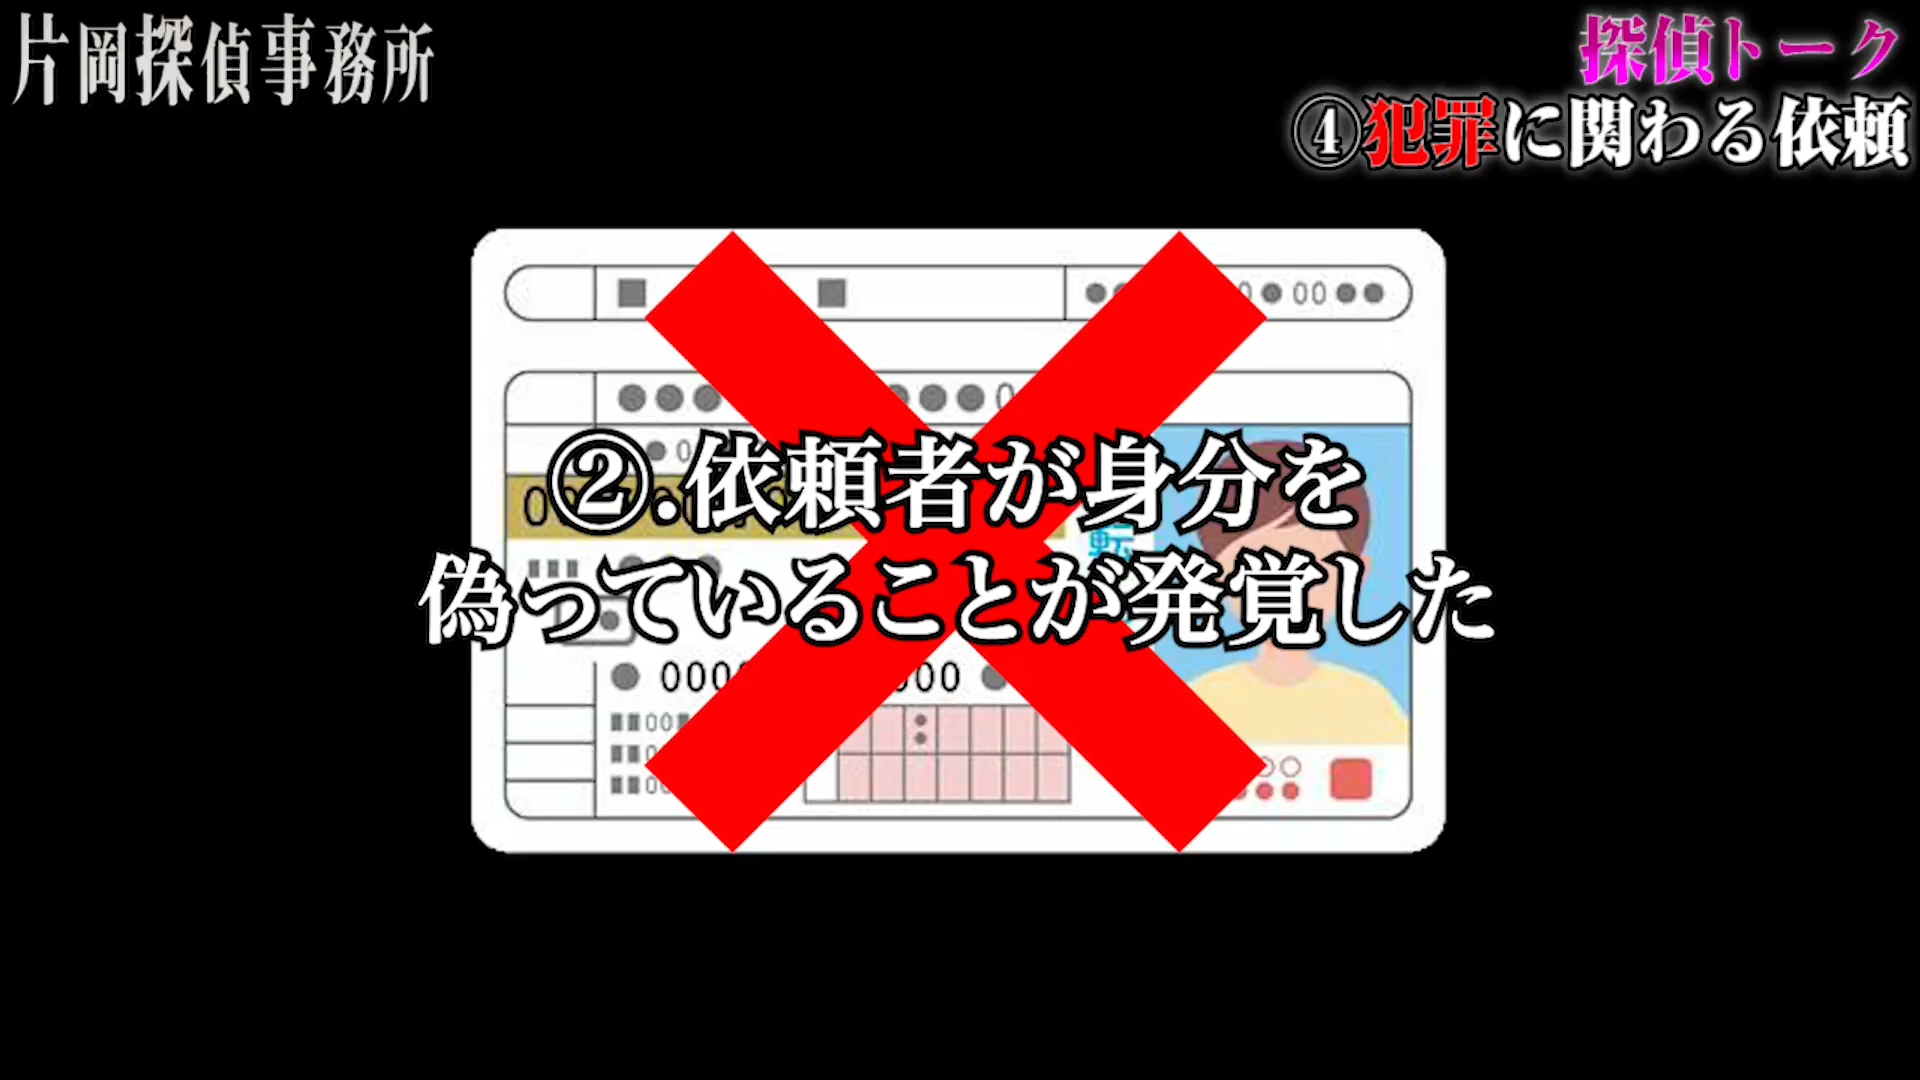 片岡探偵事務所
探偵トーク
④犯罪に関わる依頼
②.依頼者が身分を
偽っていることが発覚した